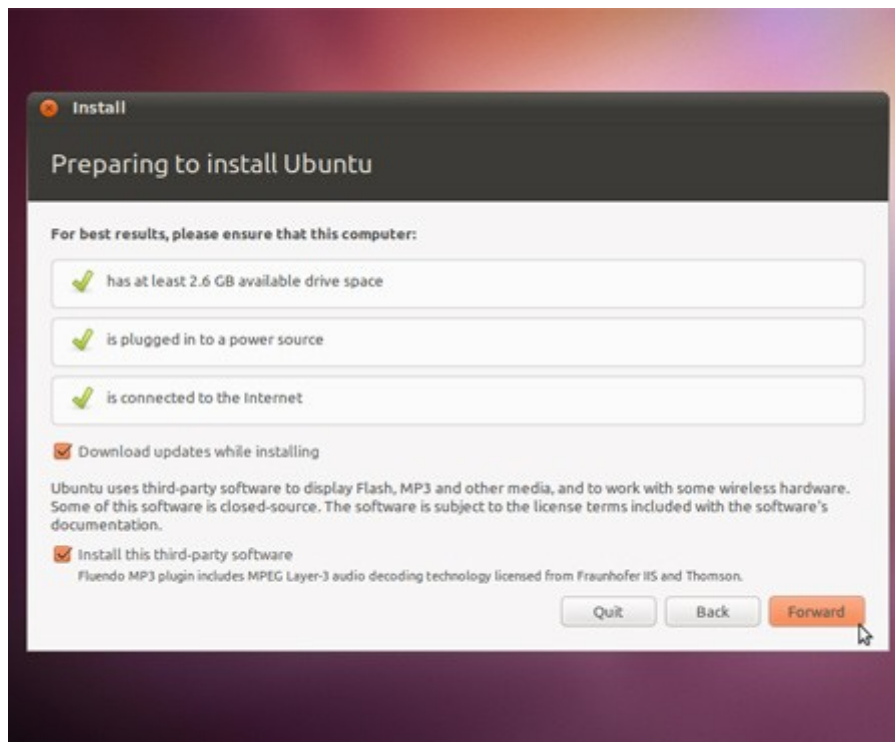 Install
Preparing to install Ubuntu
For best results, please ensure that this computer:
has at least 2.6 GB available drive space
is plugged in to a power source
is connected to the Internet
Download updates while installing
Ubuntu uses third-party software to display Flash, MP3 and other media, and to work with some wireless hardware.
Some of this software is closed-source. The software is subject to the license terms included with the software's
documentation.
Install this third-party software
Fluendo MP3 plugin includes MPEG Layer-3 audio decoding technology licensed from Fraunhofer IIS and Thomson.
Quit Back Forward